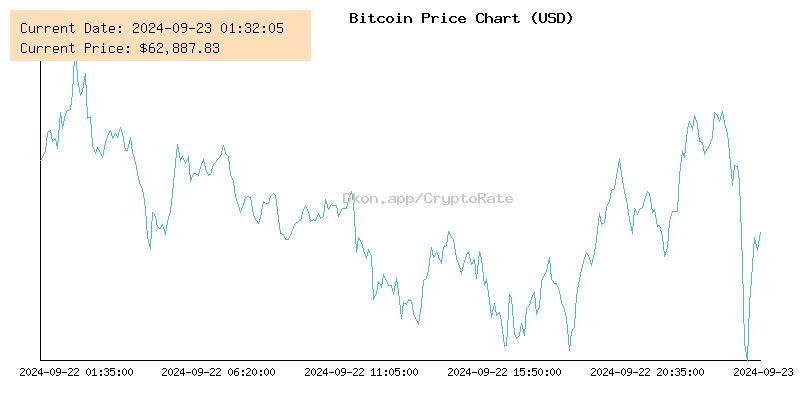 Bitcoin Price Chart (USD)
Current Date: 2024-09-23 01:32:05
Current Price: $62,887.83
Dkon.app/CryptoRate
2024-09-22 01:35:00 2024-09-22 06:20:00 2024-09-22 11:05:00 2024-09-22 15:50:00 2024-09-22 20:35:00 2024-09-23